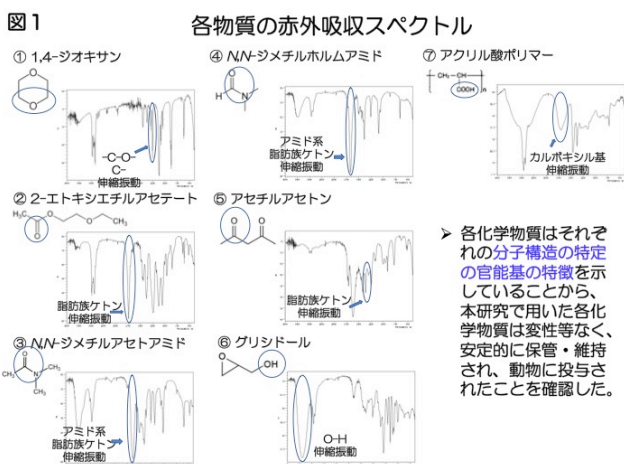 図1
各物質の赤外吸収スペクトル
① 1,4-ジオキサン
-C-O-
C-
伸縮振動
② 2-エトキシエチルアセテート
脂肪族ケトン
伸縮振動
③ N,N-ジメチルアセトアミド
アミド系
脂肪族ケトン
伸縮振動
④ N,N-ジメチルホルムアミド
アミド系
脂肪族ケトン
伸縮振動
⑤ アセチルアセトン
脂肪族ケトン
伸縮振動
⑥ グリシドール
OH
O-H
伸縮振動
⑦ アクリル酸ポリマー
CH₂-CH
COOH
n
カルボキシル基
伸縮振動
➢ 各化学物質はそれぞ
れの分子構造の特定
の官能基の特徴を示
していることから、
本研究で用いた各化
学物質は変性等なく、
安定的に保管・維持
され、動物に投与さ
れたことを確認した。